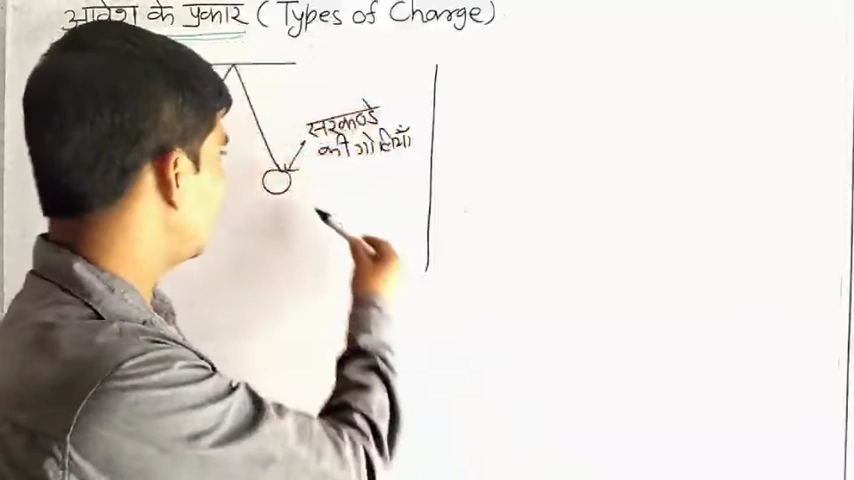 आवेश के प्रकार ( Types of Charge)
सरकण्डे
की गोलियाँ